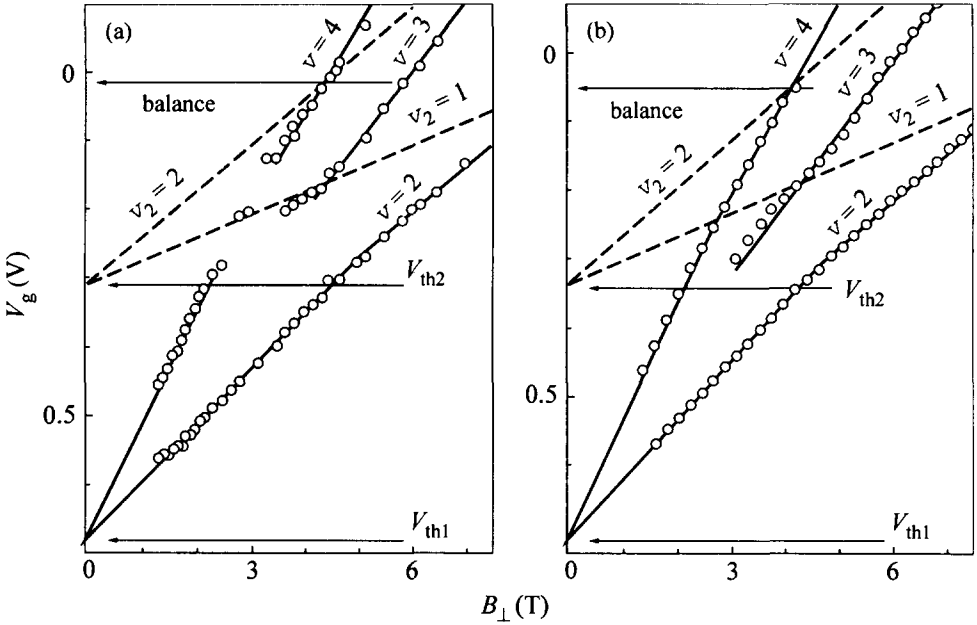 (a)
ν = 4
ν = 3
0
balance
ν₂ = 1
ν₂ = 2
ν = 2
V_th2
V_g (V)
0.5
V_th1
0
3
6
(b)
ν = 4
ν = 3
0
balance
ν₂ = 1
ν₂ = 2
ν = 2
V_th2
0.5
V_th1
0
3
6
B_⊥ (T)